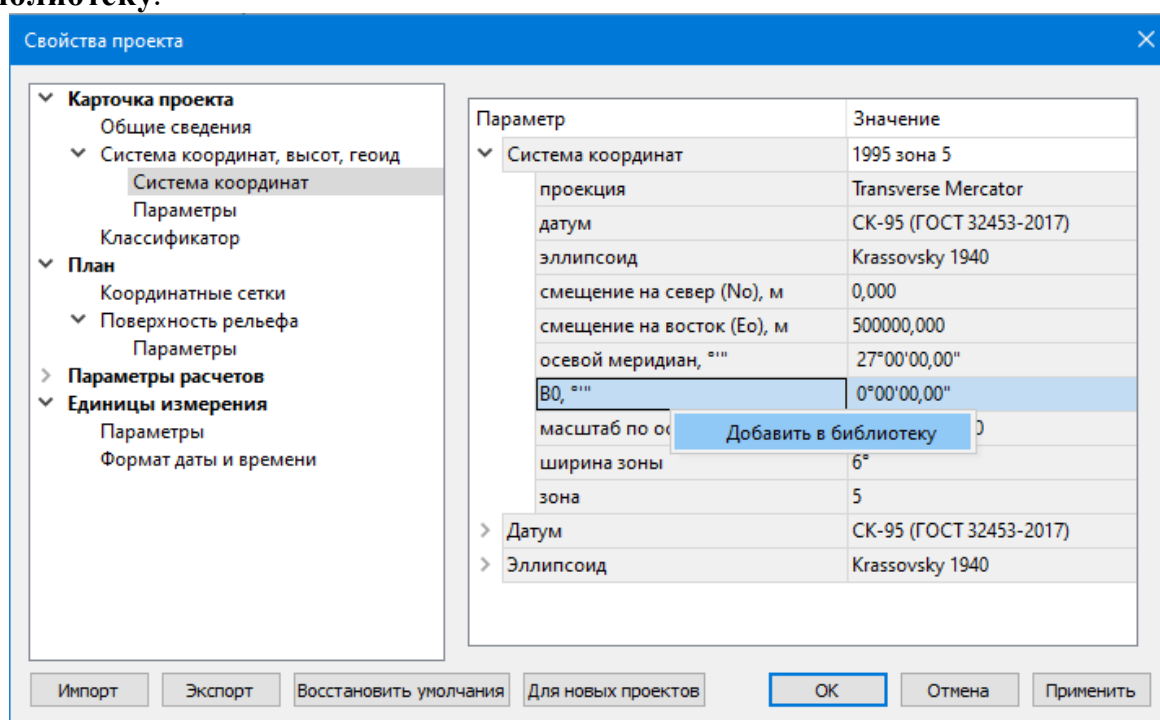 Свойства проекта
Карточка проекта
Общие сведения
Система координат, высот, геоид
Система координат
Параметры
Классификатор
План
Координатные сетки
Поверхность рельефа
Параметры
Параметры расчетов
Единицы измерения
Параметры
Формат даты и времени
Параметр Значение
Система координат 1995 зона 5
проекция Transverse Mercator
датум СК-95 (ГОСТ 32453-2017)
эллипсоид Krassovsky 1940
смещение на север (No), м 0,000
смещение на восток (Eo), м 500000,000
осевой меридиан, °'" 27°00'00,00"
B0, °'" 0°00'00,00"
масштаб по
Добавить в библиотеку
ширина зоны 6°
зона 5
Датум СК-95 (ГОСТ 32453-2017)
Эллипсоид Krassovsky 1940
Импорт Экспорт Восстановить умолчания Для новых проектов OK Отмена Применить